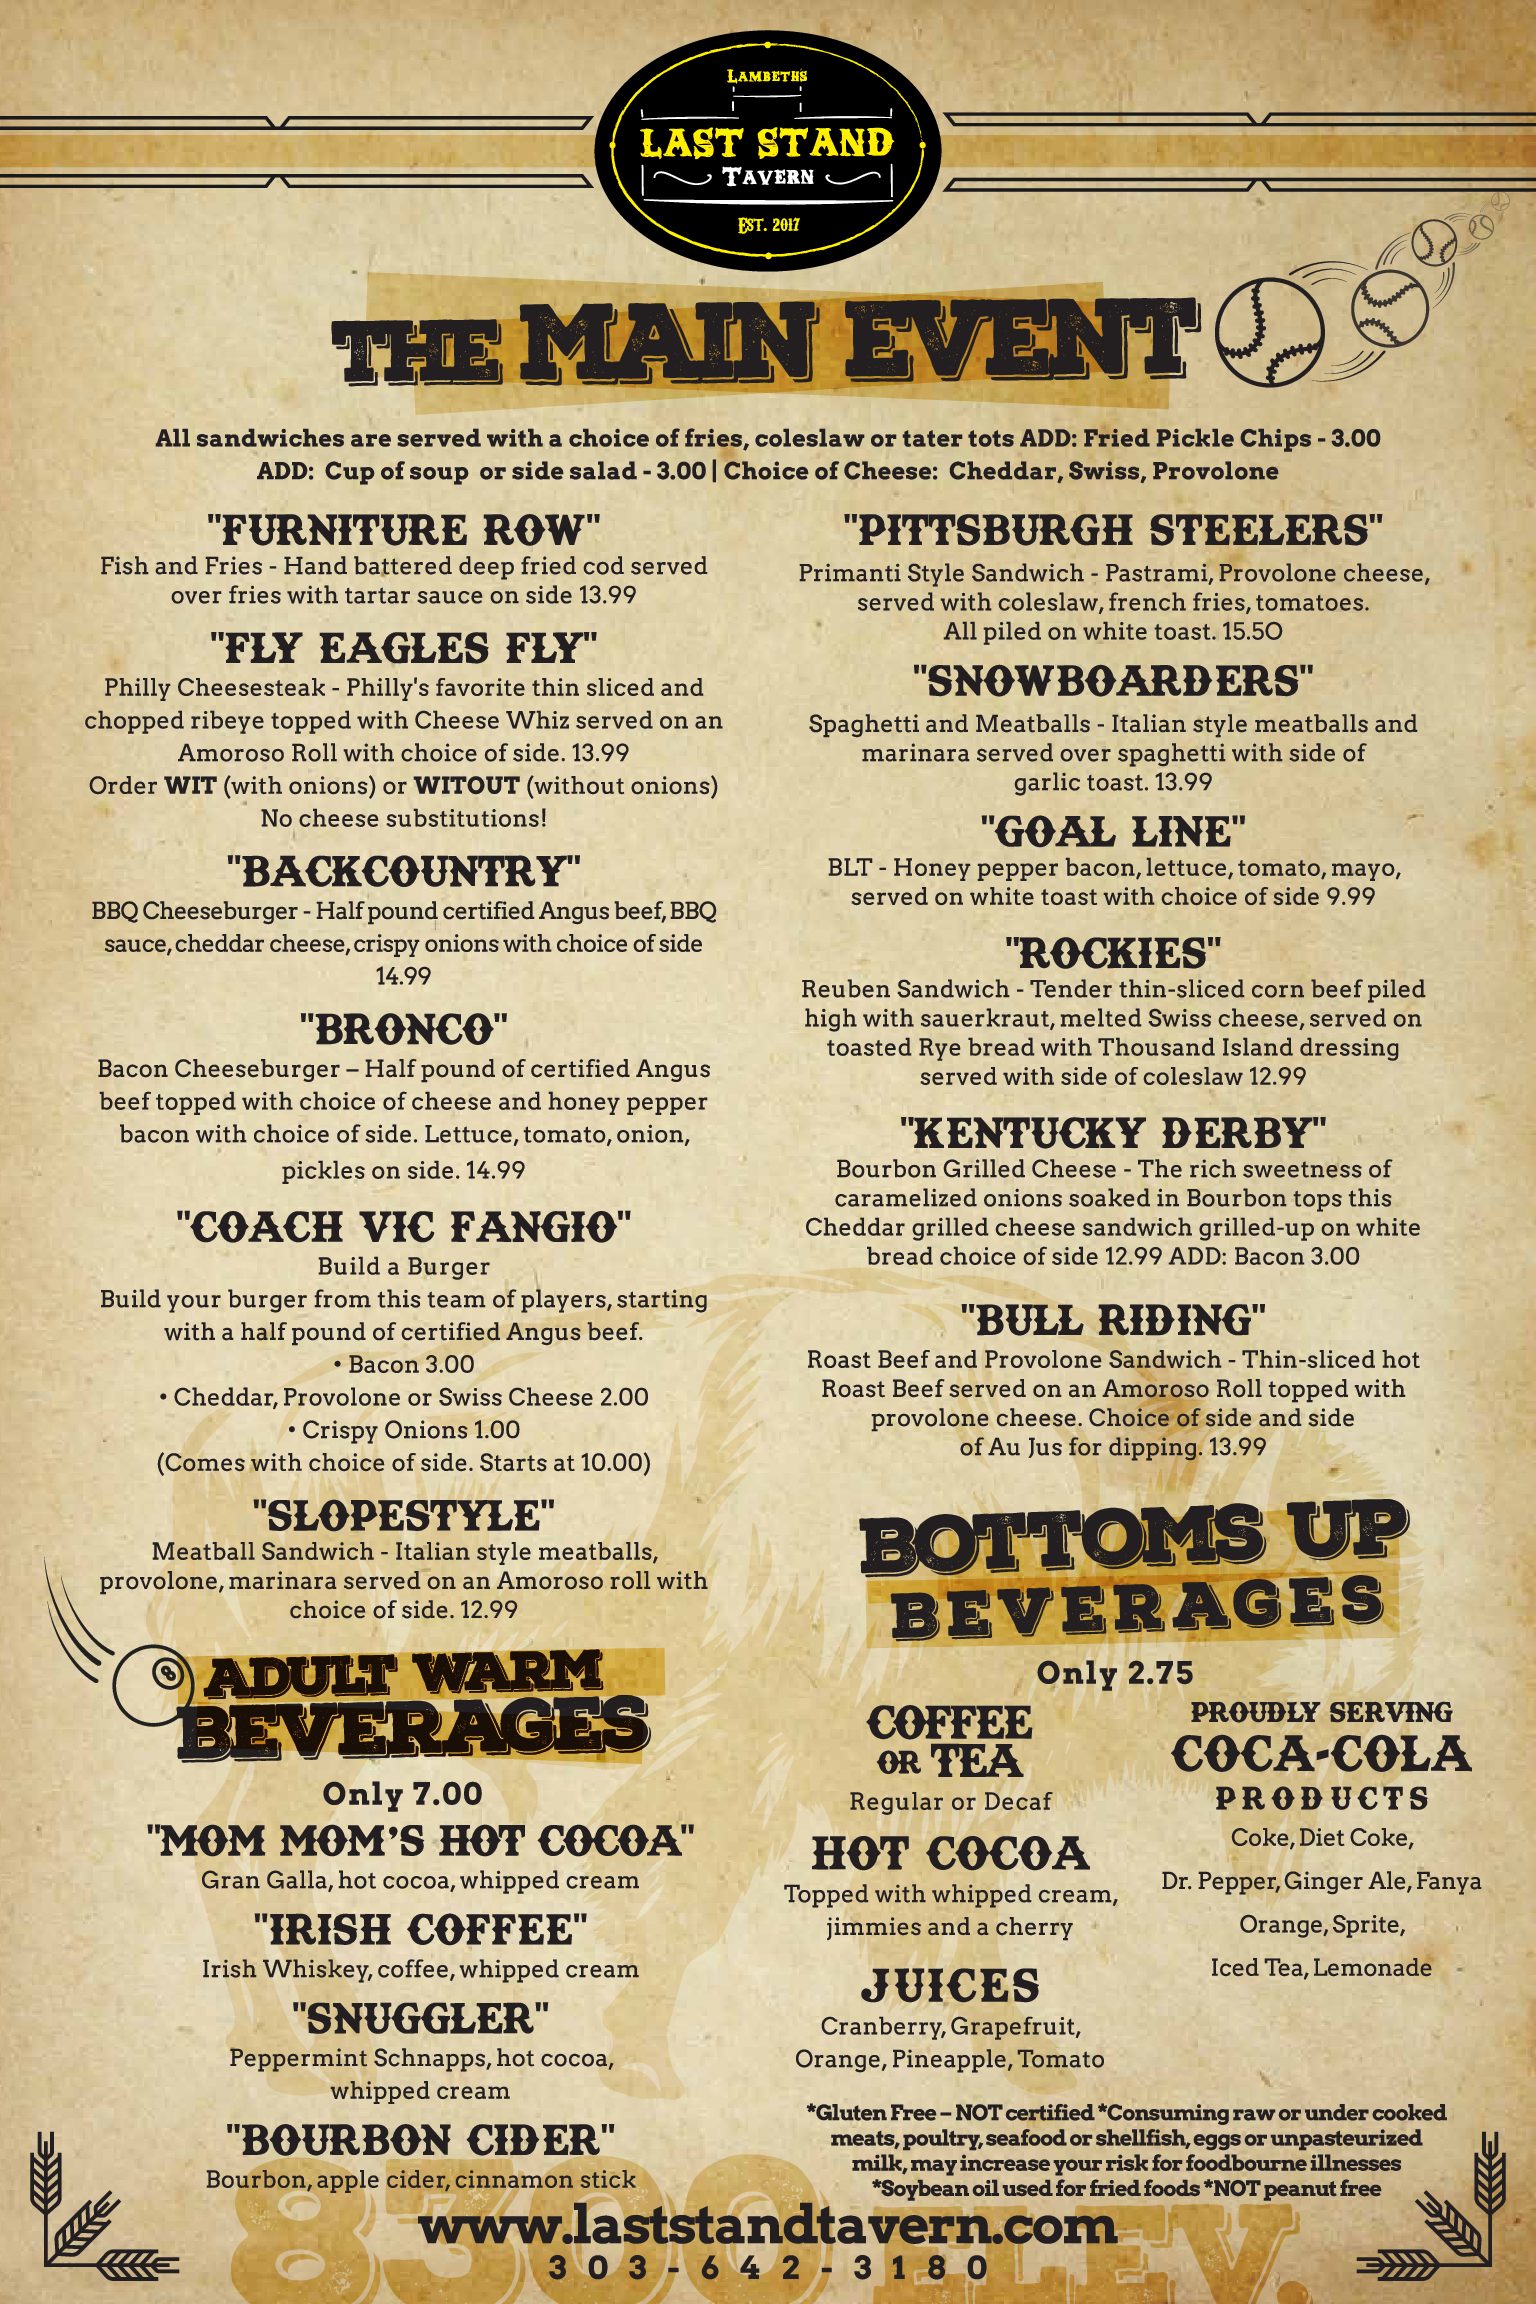 Lambeths
LAST STAND
Tavern
Est. 2017
THE MAIN EVENT
All sandwiches are served with a choice of fries, coleslaw or tater tots ADD: Fried Pickle Chips - 3.00
ADD: Cup of soup or side salad - 3.00 | Choice of Cheese: Cheddar, Swiss, Provolone
"FURNITURE ROW"
Fish and Fries - Hand battered deep fried cod served
over fries with tartar sauce on side 13.99
"FLY EAGLES FLY"
Philly Cheesesteak - Philly's favorite thin sliced and
chopped ribeye topped with Cheese Whiz served on an
Amoroso Roll with choice of side. 13.99
Order WIT (with onions) or WITOUT (without onions)
No cheese substitutions!
"BACKCOUNTRY"
BBQ Cheeseburger - Half pound certified Angus beef, BBQ
sauce, cheddar cheese, crispy onions with choice of side
14.99
"BRONCO"
Bacon Cheeseburger – Half pound of certified Angus
beef topped with choice of cheese and honey pepper
bacon with choice of side. Lettuce, tomato, onion,
pickles on side. 14.99
"COACH VIC FANGIO"
Build a Burger
Build your burger from this team of players, starting
with a half pound of certified Angus beef.
• Bacon 3.00
• Cheddar, Provolone or Swiss Cheese 2.00
• Crispy Onions 1.00
(Comes with choice of side. Starts at 10.00)
"SLOPESTYLE"
Meatball Sandwich - Italian style meatballs,
provolone, marinara served on an Amoroso roll with
choice of side. 12.99
8
ADULT WARM
BEVERAGES
Only 7.00
"MOM MOM'S HOT COCOA"
Gran Galla, hot cocoa, whipped cream
"IRISH COFFEE"
Irish Whiskey, coffee, whipped cream
"SNUGGLER"
Peppermint Schnapps, hot cocoa,
whipped cream
"BOURBON CIDER"
Bourbon, apple cider, cinnamon stick
"PITTSBURGH STEELERS"
Primanti Style Sandwich - Pastrami, Provolone cheese,
served with coleslaw, french fries, tomatoes.
All piled on white toast. 15.5O
"SNOWBOARDERS"
Spaghetti and Meatballs - Italian style meatballs and
marinara served over spaghetti with side of
garlic toast. 13.99
"GOAL LINE"
BLT - Honey pepper bacon, lettuce, tomato, mayo,
served on white toast with choice of side 9.99
"ROCKIES"
Reuben Sandwich - Tender thin-sliced corn beef piled
high with sauerkraut, melted Swiss cheese, served on
toasted Rye bread with Thousand Island dressing
served with side of coleslaw 12.99
"KENTUCKY DERBY"
Bourbon Grilled Cheese - The rich sweetness of
caramelized onions soaked in Bourbon tops this
Cheddar grilled cheese sandwich grilled-up on white
bread choice of side 12.99 ADD: Bacon 3.00
"BULL RIDING"
Roast Beef and Provolone Sandwich - Thin-sliced hot
Roast Beef served on an Amoroso Roll topped with
provolone cheese. Choice of side and side
of Au Jus for dipping. 13.99
BOTTOMS UP
BEVERAGES
Only 2.75
COFFEE
OR TEA
Regular or Decaf
HOT COCOA
Topped with whipped cream,
jimmies and a cherry
JUICES
Cranberry, Grapefruit,
Orange, Pineapple, Tomato
PROUDLY SERVING
COCA-COLA
PRODUCTS
Coke, Diet Coke,
Dr. Pepper, Ginger Ale, Fanya
Orange, Sprite,
Iced Tea, Lemonade
*Gluten Free – NOT certified *Consuming raw or under cooked
meats, poultry, seafood or shellfish, eggs or unpasteurized
milk, may increase your risk for foodbourne illnesses
*Soybean oil used for fried foods *NOT peanut free
www.laststandtavern.com
303-642-3180
8300 ELEV.